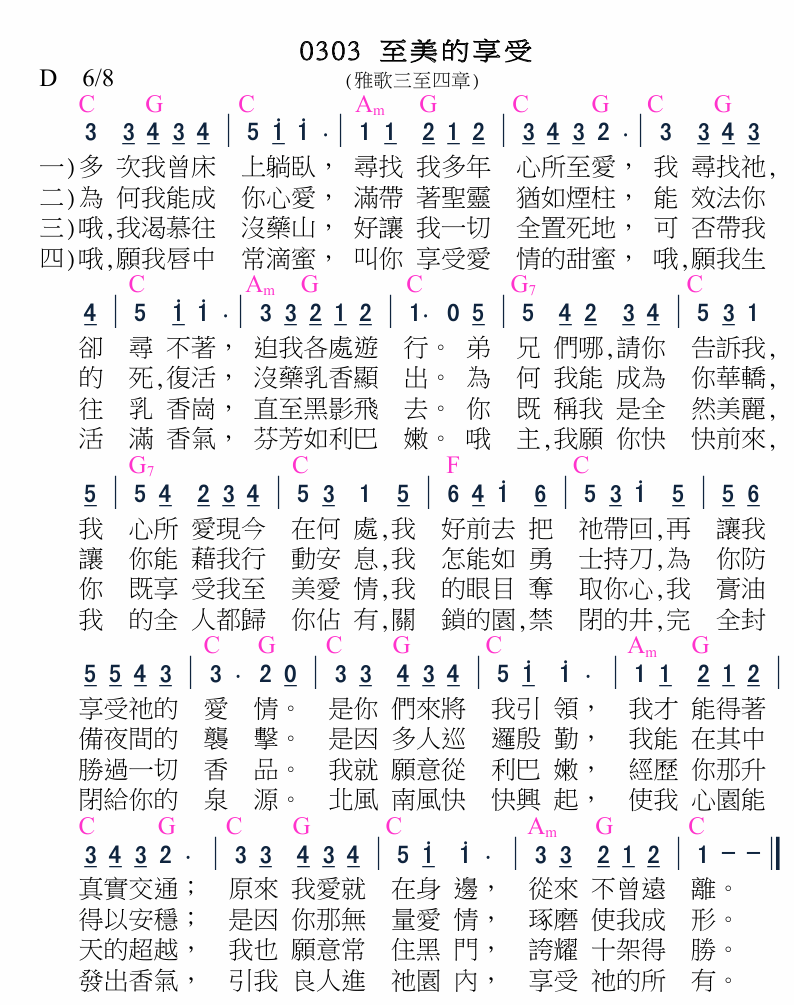 0303 至美的享受
D 6/8 (雅歌三至四章)
C G C Am G C G C G
3 3 4 3 4 | 5 i i . | 1 1 2 1 2 | 3 4 3 2 . | 3 3 4 3
一)多 次我曾床 上躺臥， 尋找 我多年 心所至愛， 我 尋找祂,
二)為 何我能成 你心愛， 滿帶 著聖靈 猶如煙柱， 能 效法你
三)哦,我渴慕往 沒藥山， 好讓 我一切 全置死地， 可 否帶我
四)哦,願我唇中 常滴蜜， 叫你 享受愛 情的甜蜜， 哦,願我生
C Am G C G7 C
4 | 5 i i . | 3 3 2 1 2 | 1. 0 5 | 5 4 2 3 4 | 5 3 1
卻 尋 不著， 迫我各處遊 行。 弟 兄 們哪,請你 告訴我,
的 死,復活， 沒藥乳香顯 出。 為 何 我能 成為 你華轎,
往 乳 香崗， 直至黑影飛 去。 你 既 稱我 是全 然美麗,
活 滿 香氣， 芬芳如利巴 嫩。 哦 主,我願 你快 快前來,
G7 C F C
5 | 5 4 2 3 4 | 5 3 1 5 | 6 4 i 6 | 5 3 i 5 | 5 6
我 心所 愛現今 在何 處,我 好前去 把 祂帶回,再 讓我
讓 你能 藉我行 動安 息,我 怎能如 勇 士持刀,為 你防
你 既享 受我至 美愛 情,我 的眼目 奪 取你心,我 膏油
我 的全 人都歸 你佔 有,關 鎖的園,禁 閉的井,完 全封
C G C G C Am G
5 5 4 3 | 3 . 2 0 | 3 3 4 3 4 | 5 i i . | 1 1 2 1 2 |
享受祂的 愛 情。 是你 們來將 我引 領， 我才 能得著
備夜間的 襲 擊。 是因 多人巡 邏殷 勤， 我能 在其中
勝過一切 香 品。 我就 願意從 利巴 嫩， 經歷 你那升
閉給你的 泉 源。 北風 南風快 快興 起， 使我 心園能
C G C G C Am G C
3 4 3 2 . | 3 3 4 3 4 | 5 i i . | 3 3 2 1 2 | 1 – – ‖
真實交通； 原來 我愛就 在身 邊， 從來 不曾遠 離。
得以安穩； 是因 你那無 量愛 情， 琢磨 使我成 形。
天的超越， 我也 願意常 住黑 門， 誇耀 十架得 勝。
發出香氣， 引我 良人進 祂園 內， 享受 祂的所 有。